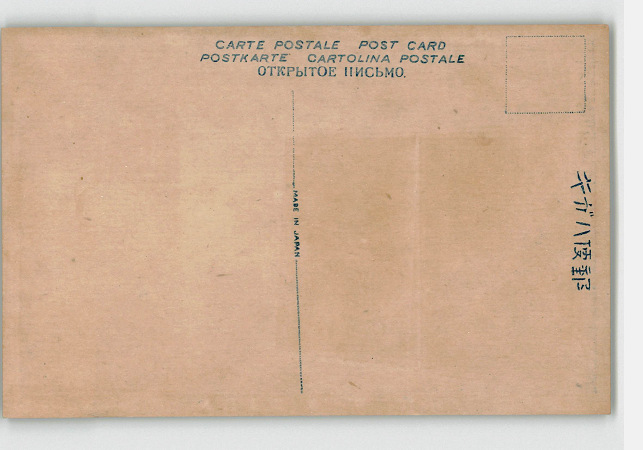 CARTE POSTALE POST CARD
POSTKARTE CARTOLINA POSTALE
ОТКРЫТОЕ ПИСЬМО.
MADE IN JAPAN
キガハ便郵